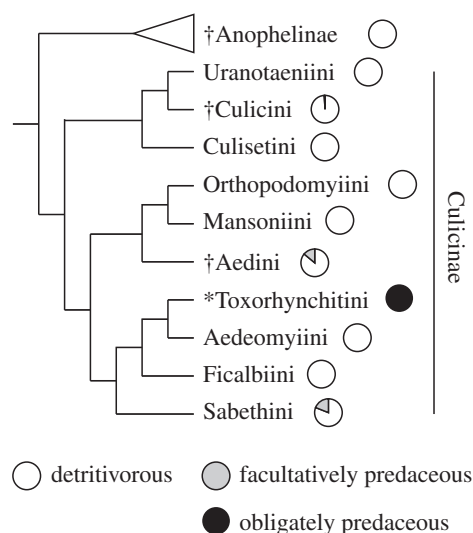 †Anophelinae
Uranotaeniini
†Culicini
Culisetini
Orthopodomyiini
Mansoniini
†Aedini
*Toxorhynchitini
Aedeomyiini
Ficalbiini
Sabethini
Culicinae
detritivorous
facultatively predaceous
obligately predaceous